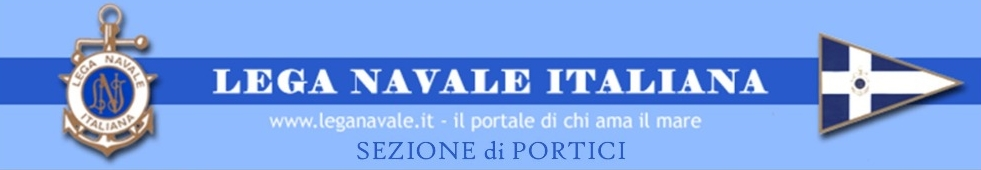 LEGA NAVALE
LNI
ITALIANA
LEGA NAVALE ITALIANA
www.leganavale.it - il portale di chi ama il mare
SEZIONE di PORTICI